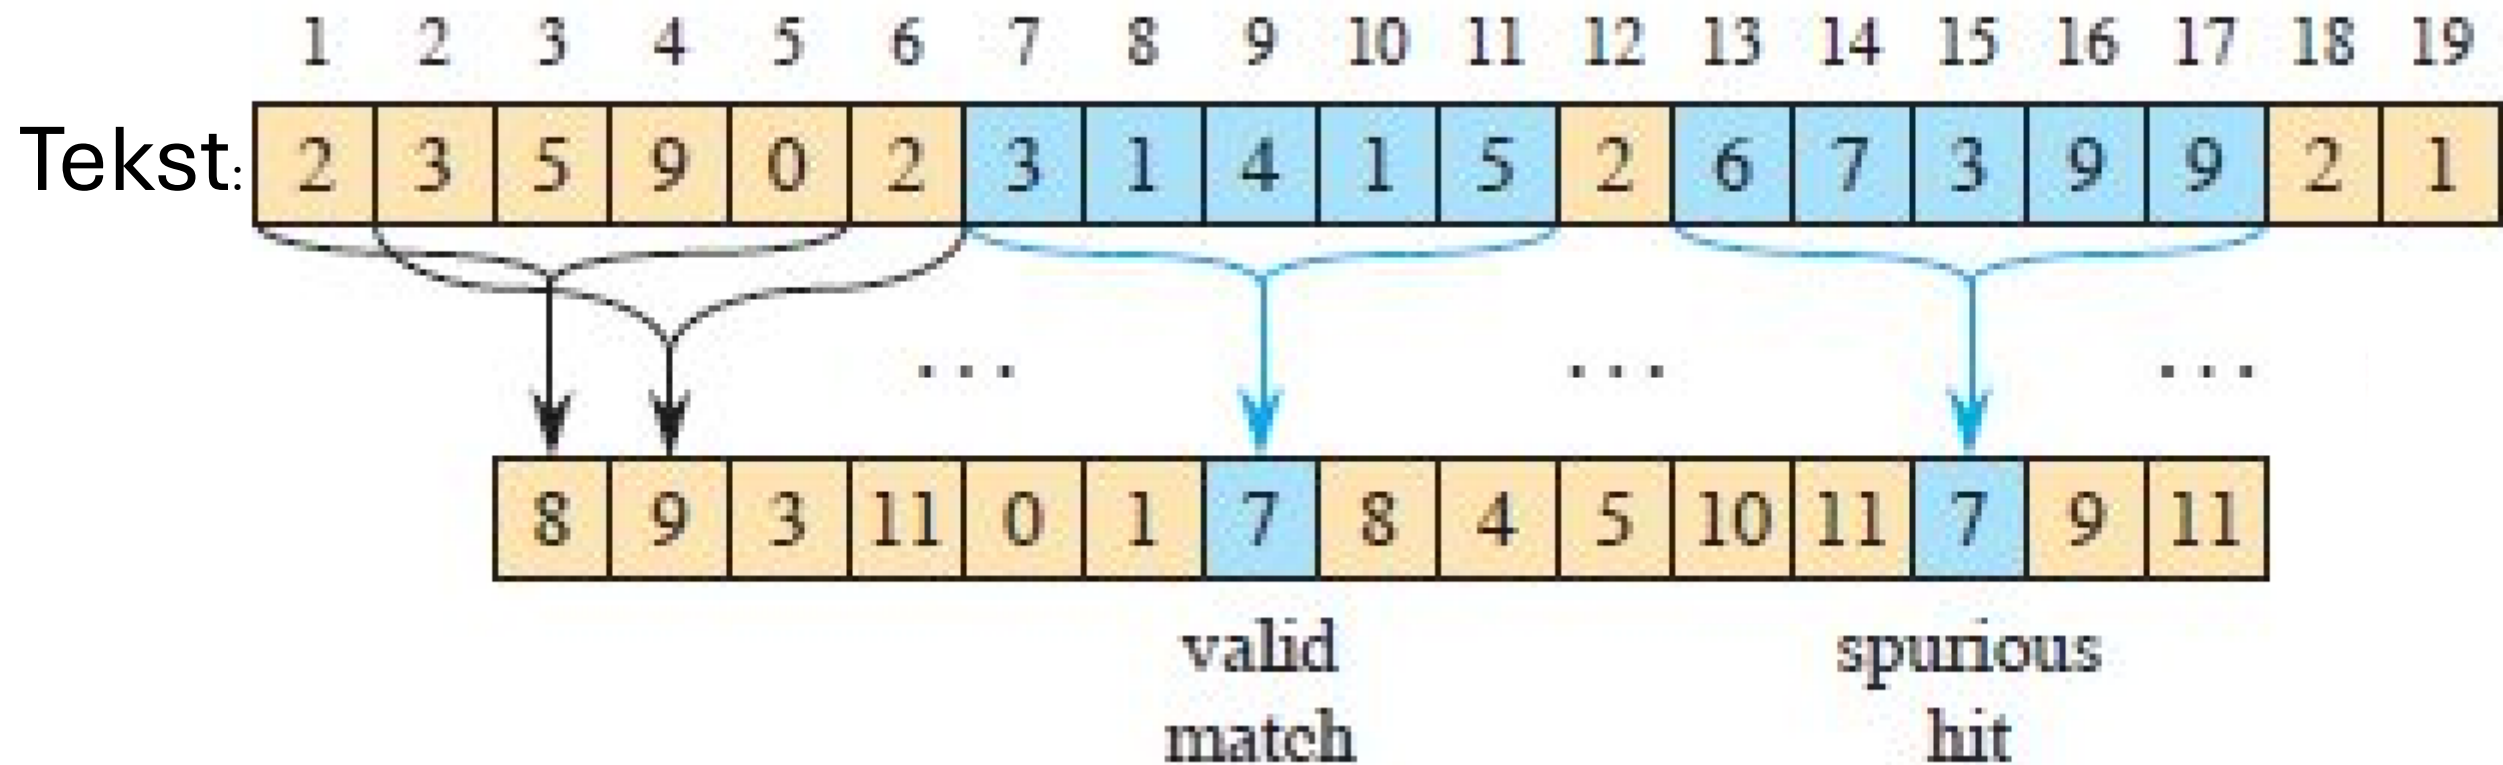 1 2 3 4 5 6 7 8 9 10 11 12 13 14 15 16 17 18 19
Tekst: 2 3 5 9 0 2 3 1 4 1 5 2 6 7 3 9 9 2 1
... ... ...
8 9 3 11 0 1 7 8 4 5 10 11 7 9 11
valid spurious
match hit